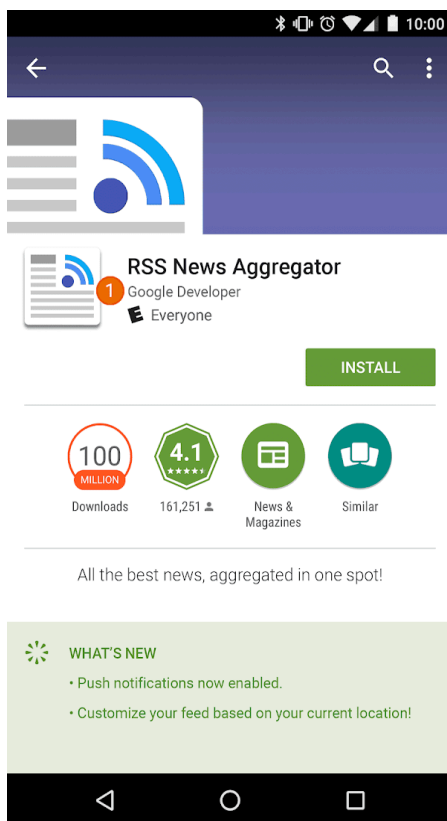 10:00
RSS News Aggregator
1
Google Developer
E Everyone
INSTALL
100
MILLION
Downloads
4.1
161,251
News &
Magazines
Similar
All the best news, aggregated in one spot!
WHAT'S NEW
• Push notifications now enabled.
• Customize your feed based on your current location!